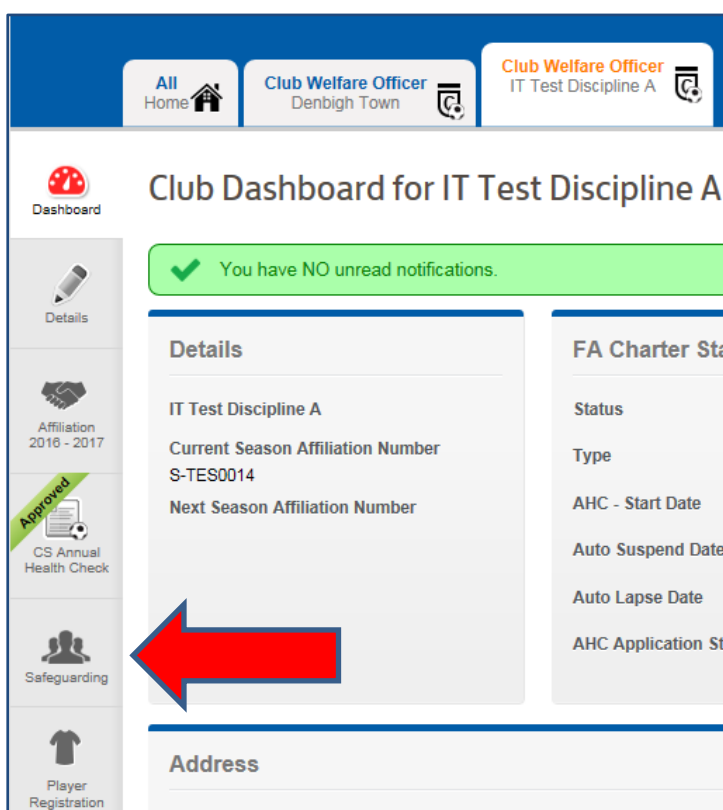 All
Home
Club Welfare Officer
Denbigh Town
C
Club Welfare Officer
IT Test Discipline A
C
Dashboard
Club Dashboard for IT Test Discipline A
You have NO unread notifications.
Details
Affiliation
2016 - 2017
Approved
CS Annual
Health Check
Safeguarding
Player
Registration
Details
IT Test Discipline A
Current Season Affiliation Number
S-TES0014
Next Season Affiliation Number
FA Charter Sta
Status
Type
AHC - Start Date
Auto Suspend Date
Auto Lapse Date
AHC Application St
Address